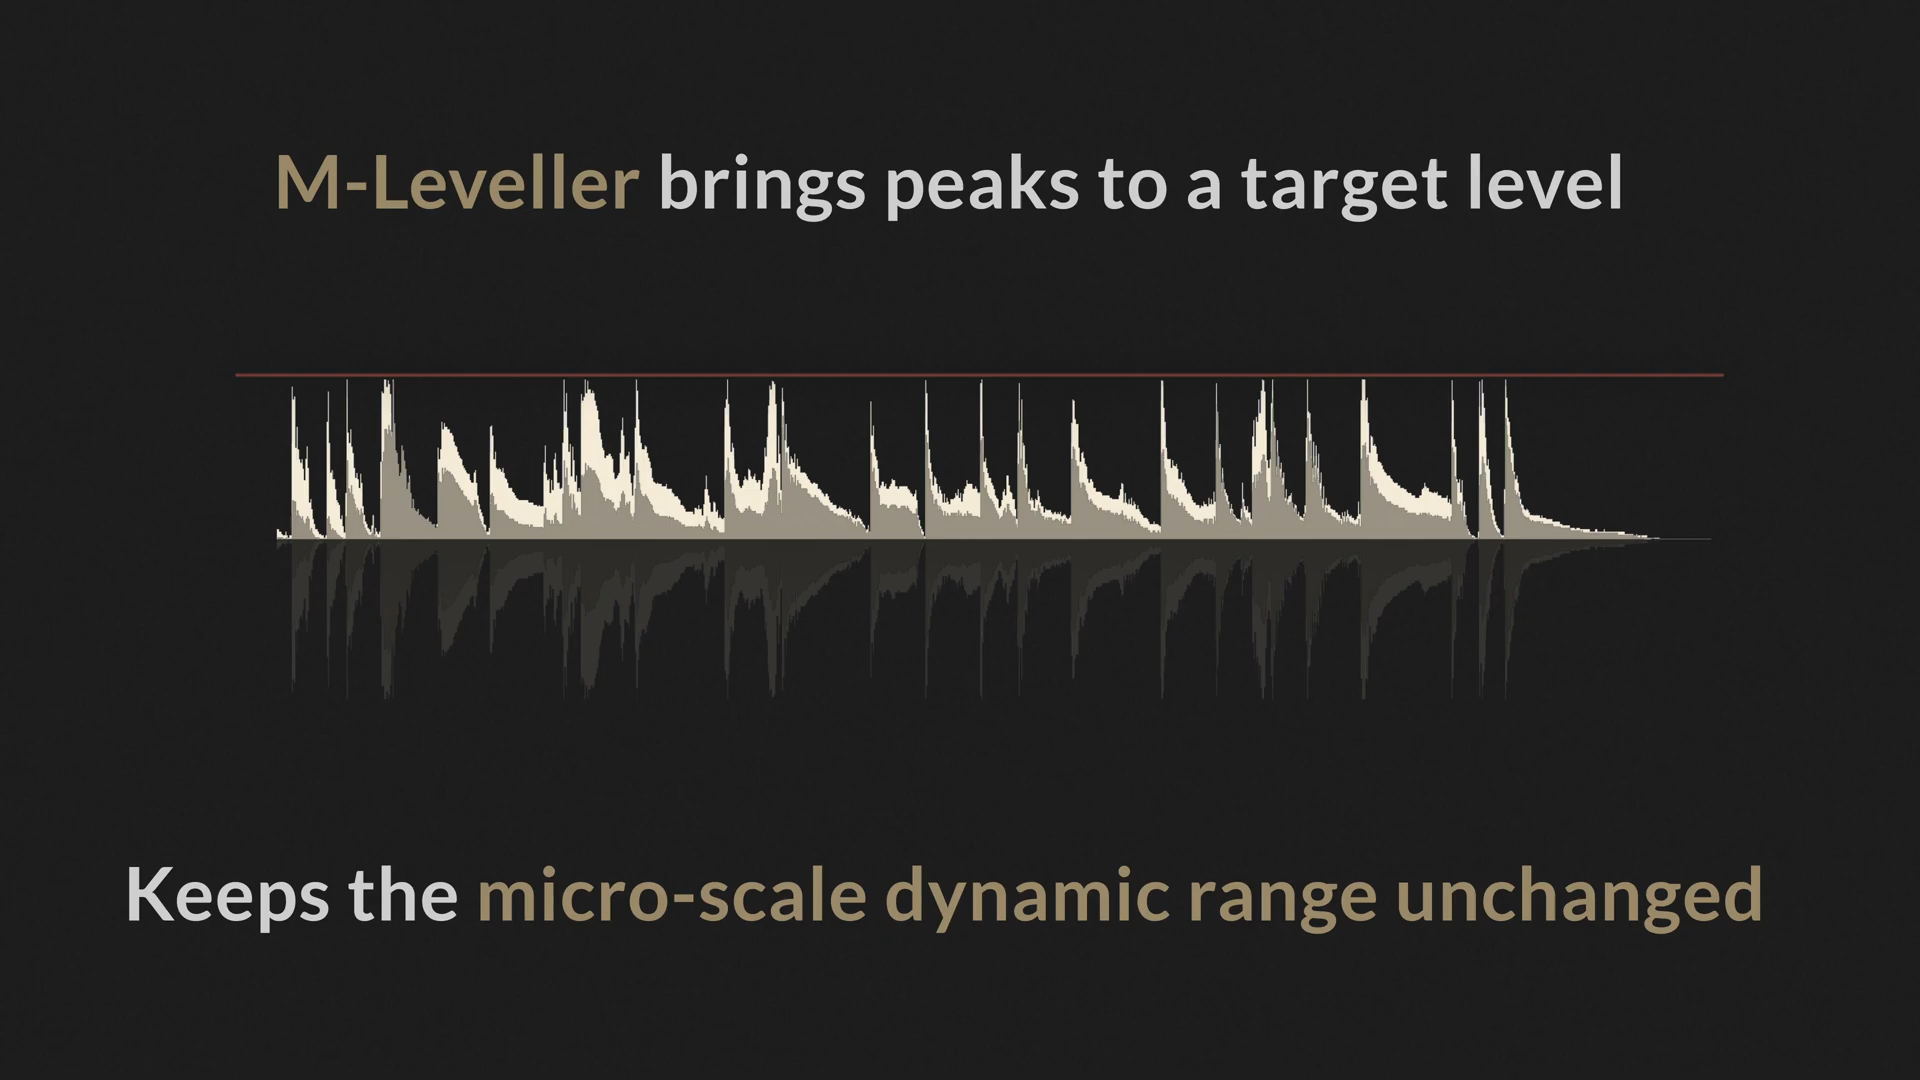 M-Leveller brings peaks to a target level
Keeps the micro-scale dynamic range unchanged